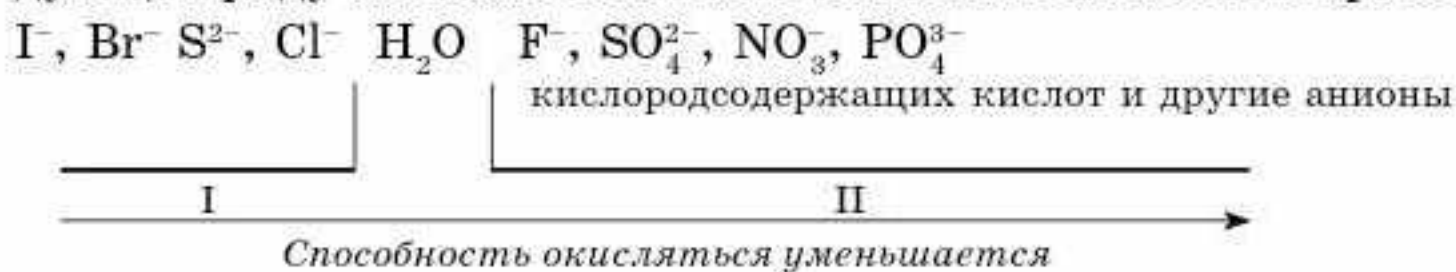 I⁻, Br⁻ S²⁻, Cl⁻ H₂O F⁻, SO₄²⁻, NO₃⁻, PO₄³⁻
кислородсодержащих кислот и другие анионы
I II
Способность окисляться уменьшается